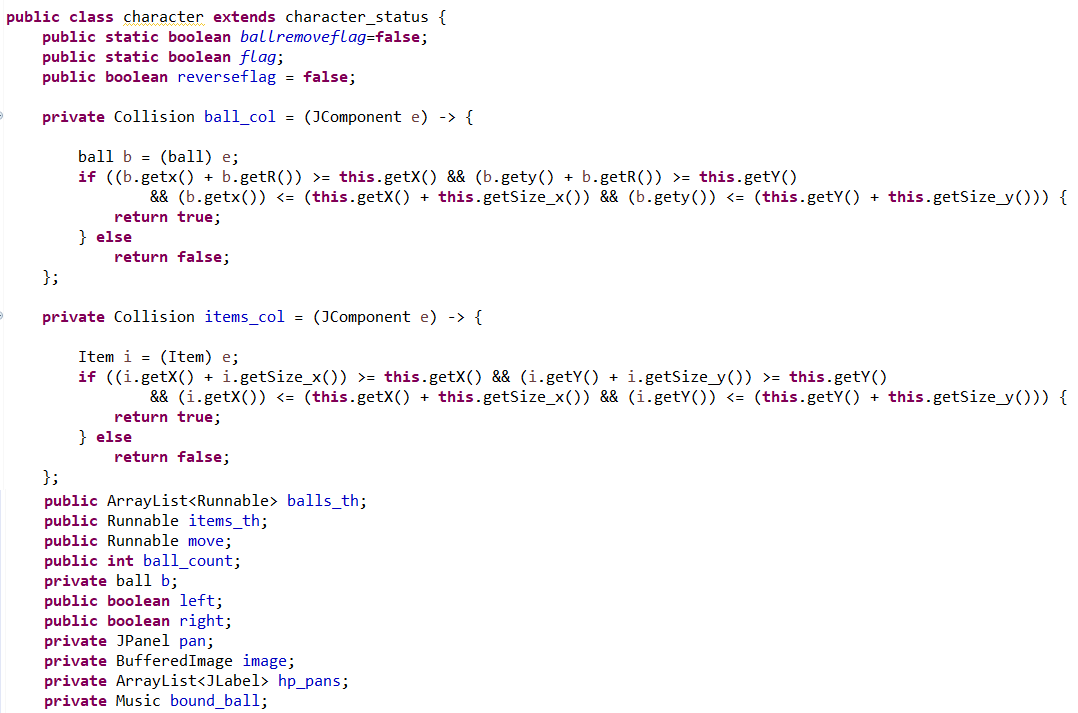 public class character extends character_status {
    public static boolean ballremoveflag=false;
    public static boolean flag;
    public boolean reverseflag = false;

    private Collision ball_col = (JComponent e) -> {

        ball b = (ball) e;
        if ((b.getx() + b.getR()) >= this.getX() && (b.gety() + b.getR()) >= this.getY()
                && (b.getx()) <= (this.getX() + this.getSize_x()) && (b.gety()) <= (this.getY() + this.getSize_y())) {
            return true;
        } else
            return false;
    };

    private Collision items_col = (JComponent e) -> {

        Item i = (Item) e;
        if ((i.getX() + i.getSize_x()) >= this.getX() && (i.getY() + i.getSize_y()) >= this.getY()
                && (i.getX()) <= (this.getX() + this.getSize_x()) && (i.getY()) <= (this.getY() + this.getSize_y())) {
            return true;
        } else
            return false;
    };
    public ArrayList<Runnable> balls_th;
    public Runnable items_th;
    public Runnable move;
    public int ball_count;
    private ball b;
    public boolean left;
    public boolean right;
    private JPanel pan;
    private BufferedImage image;
    private ArrayList<JLabel> hp_pans;
    private Music bound_ball;